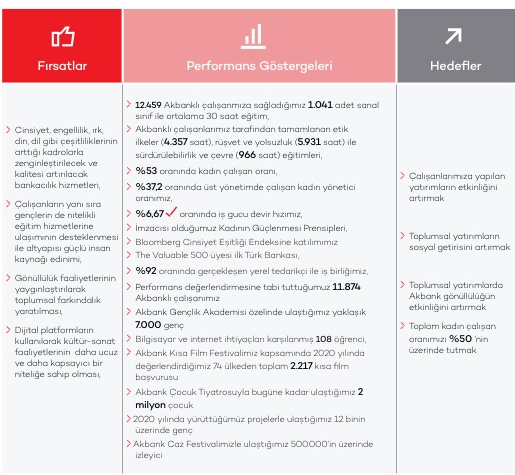 Fırsatlar
Cinsiyet, engellilik, ırk,
din, dil gibi çeşitliliklerinin
arttığı kadrolarla
zenginleştirilecek ve
kalitesi artırılacak
bankacılık hizmetleri,
Çalışanların yanı sıra
gençlerin de nitelikli
eğitim hizmetlerine
ulaşımının desteklenmesi
ile altyapısı güçlü insan
kaynağı edinimi,
Gönüllülük faaliyetlerinin
yaygınlaştırılarak
toplumsal farkındalık
yaratılması,
Dijital platformların
kullanılarak kültür-sanat
faaliyetlerinin daha ucuz
ve daha kapsayıcı bir
niteliğe sahip olması,
Performans Göstergeleri
12.459 Akbanklı çalışanımıza sağladığımız 1.041 adet sanal
sınıf ile ortalama 30 saat eğitim,
Akbanklı çalışanlarımız tarafından tamamlanan etik
ilkeler (4.357 saat), rüşvet ve yolsuzluk (5.931 saat) ile
sürdürülebilirlik ve çevre (966 saat) eğitimleri,
%53 oranında kadın çalışan oranı,
%37,2 oranında üst yönetimde çalışan kadın yönetici
oranımız,
%6,67 oranında iş gucu devir hızımız,
İmzacısı olduğumuz Kadının Güçlenmesi Prensipleri,
Bloomberg Cinsiyet Eşitliği Endeksine katılımımız
The Valuable 500 üyesi ilk Türk Bankası,
%92 oranında gerçekleşen yerel tedarikçi ile iş birliğimiz,
Performans değerlendirmesine tabi tuttuğumuz 11.874
Akbanklı çalışanımız
Akbank Gençlik Akademisi özelinde ulaştığımız yaklaşık
7.000 genç
Bilgisayar ve internet ihtiyaçları karşılanmış 108 öğrenci,
Akbank Kısa Film Festivalimiz kapsamında 2020 yılında
değerlendirdiğimiz 74 ülkeden toplam 2.217 kısa film
başvurusu
Akbank Çocuk Tiyatrosuyla bugüne kadar ulaştığımız 2
milyon çocuk
2020 yılında yürüttüğümüz projelerle ulaştığımız 12 binin
üzerinde genç
Akbank Caz Festivalimizle ulaştığımız 500.000'in üzerinde
izleyici
Hedefler
Çalışanlarımıza yapılan
yatırımların etkinliğini
artırmak
Toplumsal yatırımların
sosyal getirisini artırmak
Toplumsal yatırımlarda
Akbank gönüllülüğün
etkinliğini artırmak
Toplam kadın çalışan
oranımızı %50 'nin
üzerinde tutmak